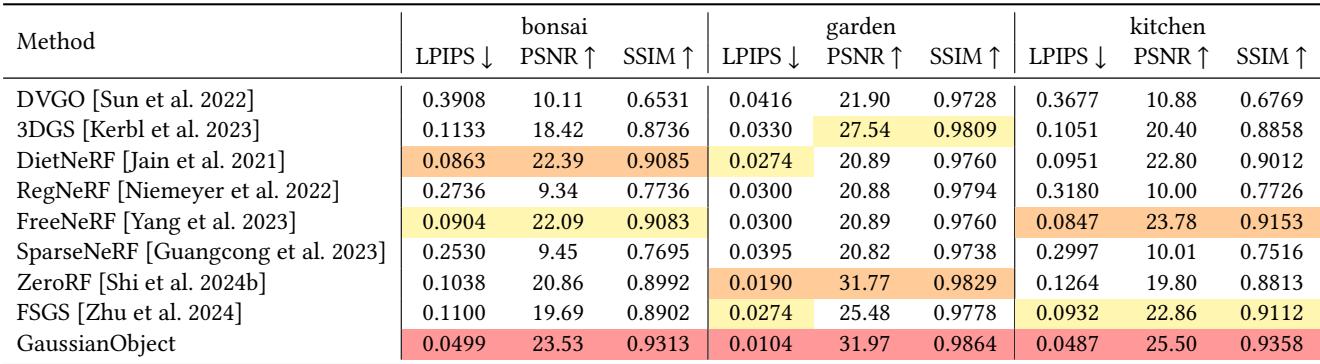 Method bonsai garden kitchen
LPIPS ↓ PSNR ↑ SSIM ↑ LPIPS ↓ PSNR ↑ SSIM ↑ LPIPS ↓ PSNR ↑ SSIM ↑
DVGO [Sun et al. 2022] 0.3908 10.11 0.6531 0.0416 21.90 0.9728 0.3677 10.88 0.6769
3DGS [Kerbl et al. 2023] 0.1133 18.42 0.8736 0.0330 27.54 0.9809 0.1051 20.40 0.8858
DietNeRF [Jain et al. 2021] 0.0863 22.39 0.9085 0.0274 20.89 0.9760 0.0951 22.80 0.9012
RegNeRF [Niemeyer et al. 2022] 0.2736 9.34 0.7736 0.0300 20.88 0.9794 0.3180 10.00 0.7726
FreeNeRF [Yang et al. 2023] 0.0904 22.09 0.9083 0.0300 20.89 0.9760 0.0847 23.78 0.9153
SparseNeRF [Guangcong et al. 2023] 0.2530 9.45 0.7695 0.0395 20.82 0.9738 0.2997 10.01 0.7516
ZeroRF [Shi et al. 2024b] 0.1038 20.86 0.8992 0.0190 31.77 0.9829 0.1264 19.80 0.8813
FSGS [Zhu et al. 2024] 0.1100 19.69 0.8902 0.0274 25.48 0.9778 0.0932 22.86 0.9112
GaussianObject 0.0499 23.53 0.9313 0.0104 31.97 0.9864 0.0487 25.50 0.9358